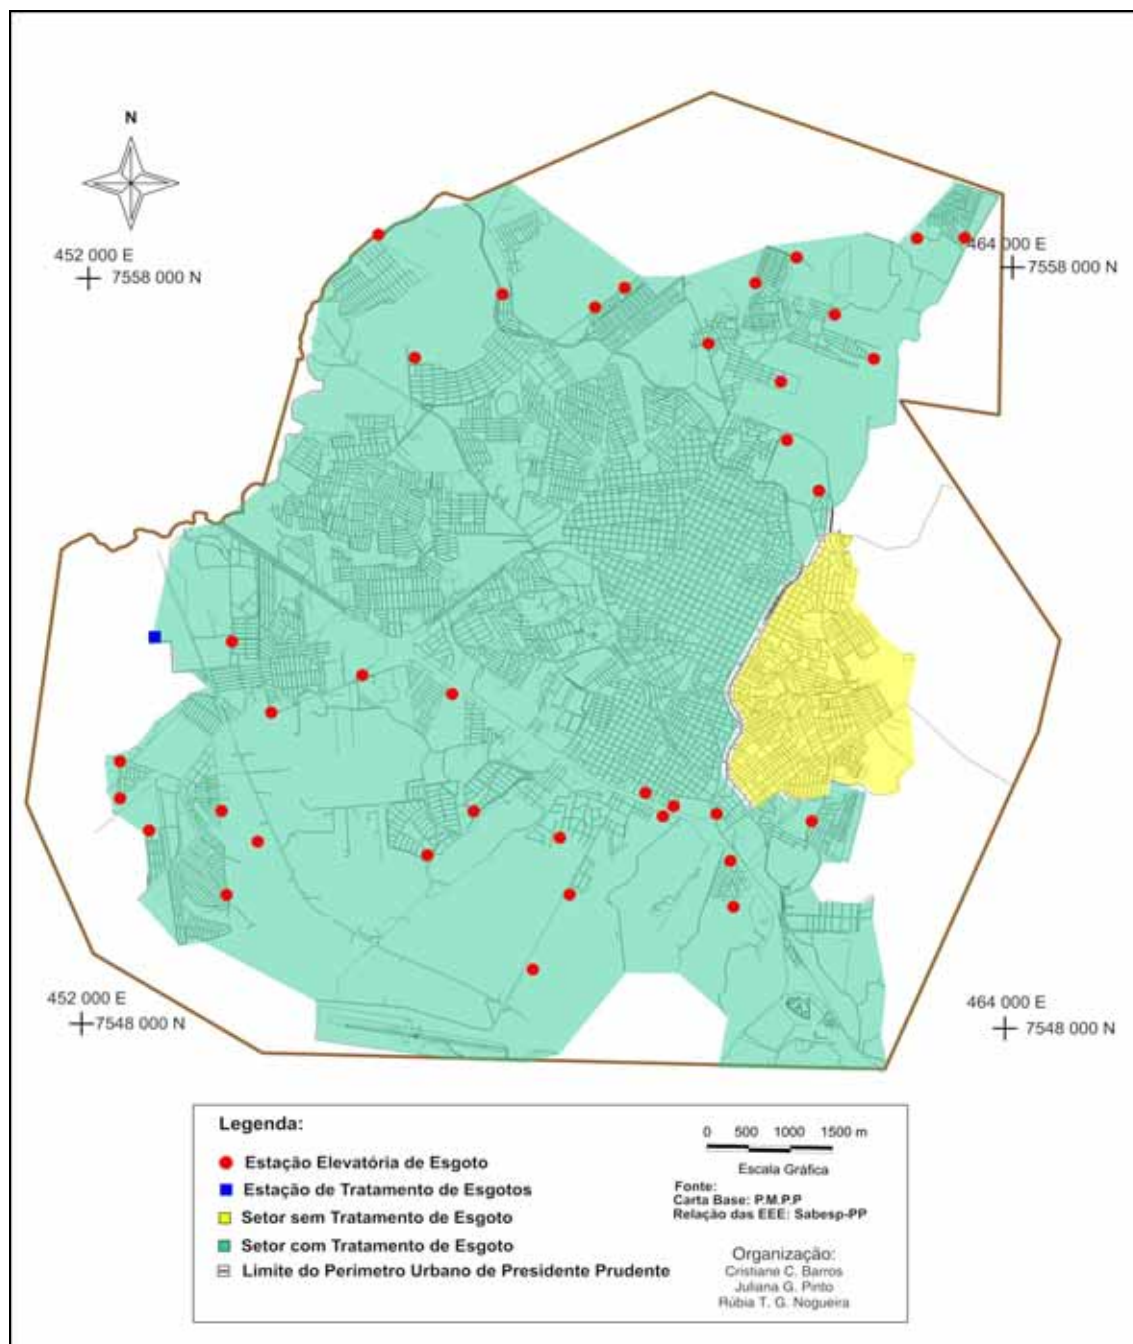 N
452 000 E
7558 000 N
464 000 E
7558 000 N
452 000 E
7548 000 N
464 000 E
7548 000 N
Legenda:
Estação Elevatória de Esgoto
Estação de Tratamento de Esgotos
Setor sem Tratamento de Esgoto
Setor com Tratamento de Esgoto
Limite do Perímetro Urbano de Presidente Prudente
0 500 1000 1500 m
Escala Gráfica
Fonte:
Carta Base: P.M.P.P
Relação das EEE: Sabesp-PP
Organização:
Cristiane C. Barros
Juliana G. Pinto
Rúbia T. G. Nogueira